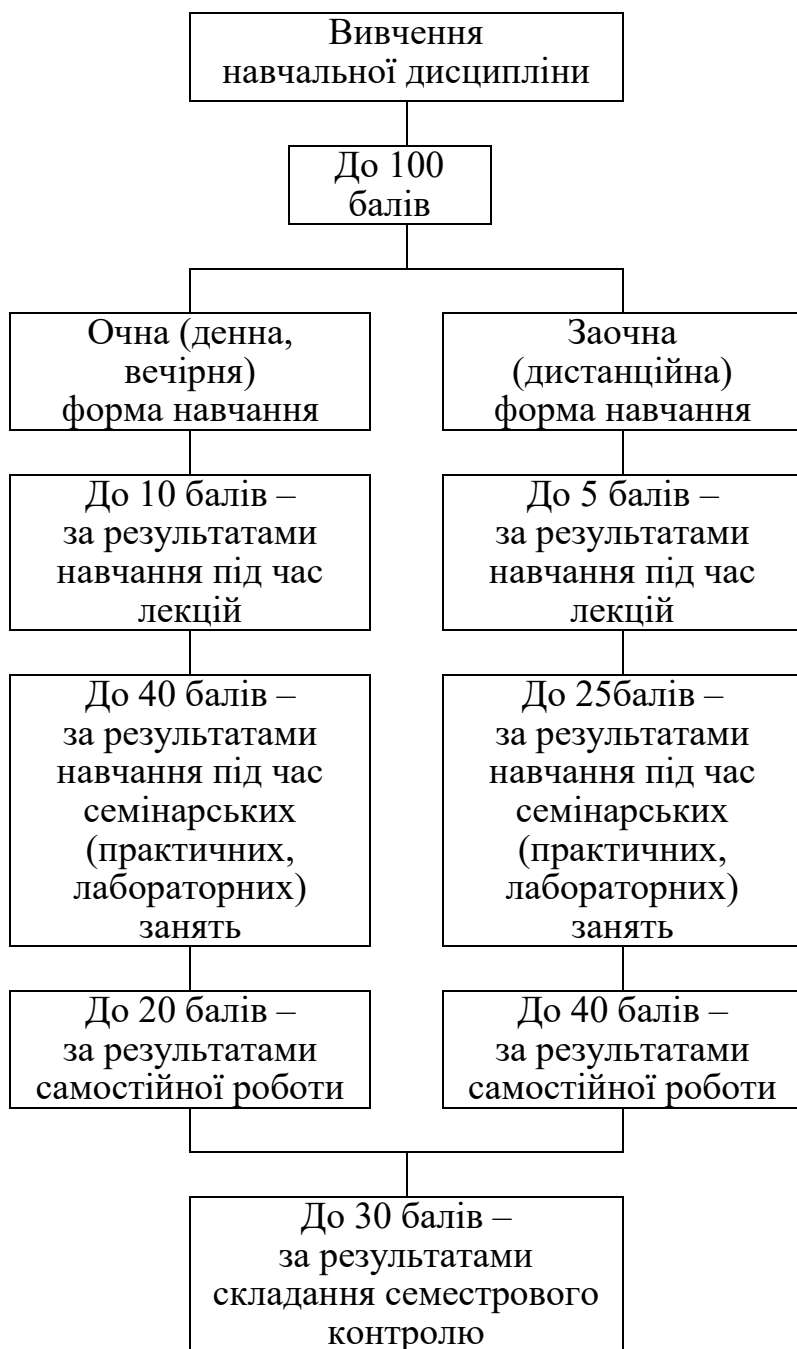 Вивчення
навчальної дисципліни
До 100
балів
Очна (денна,
вечірня)
форма навчання
Заочна
(дистанційна)
форма навчання
До 10 балів –
за результатами
навчання під час
лекцій
До 5 балів –
за результатами
навчання під час
лекцій
До 40 балів –
за результатами
навчання під час
семінарських
(практичних,
лабораторних)
занять
До 25балів –
за результатами
навчання під час
семінарських
(практичних,
лабораторних)
занять
До 20 балів –
за результатами
самостійної роботи
До 40 балів –
за результатами
самостійної роботи
До 30 балів –
за результатами
складання семестрового
контролю